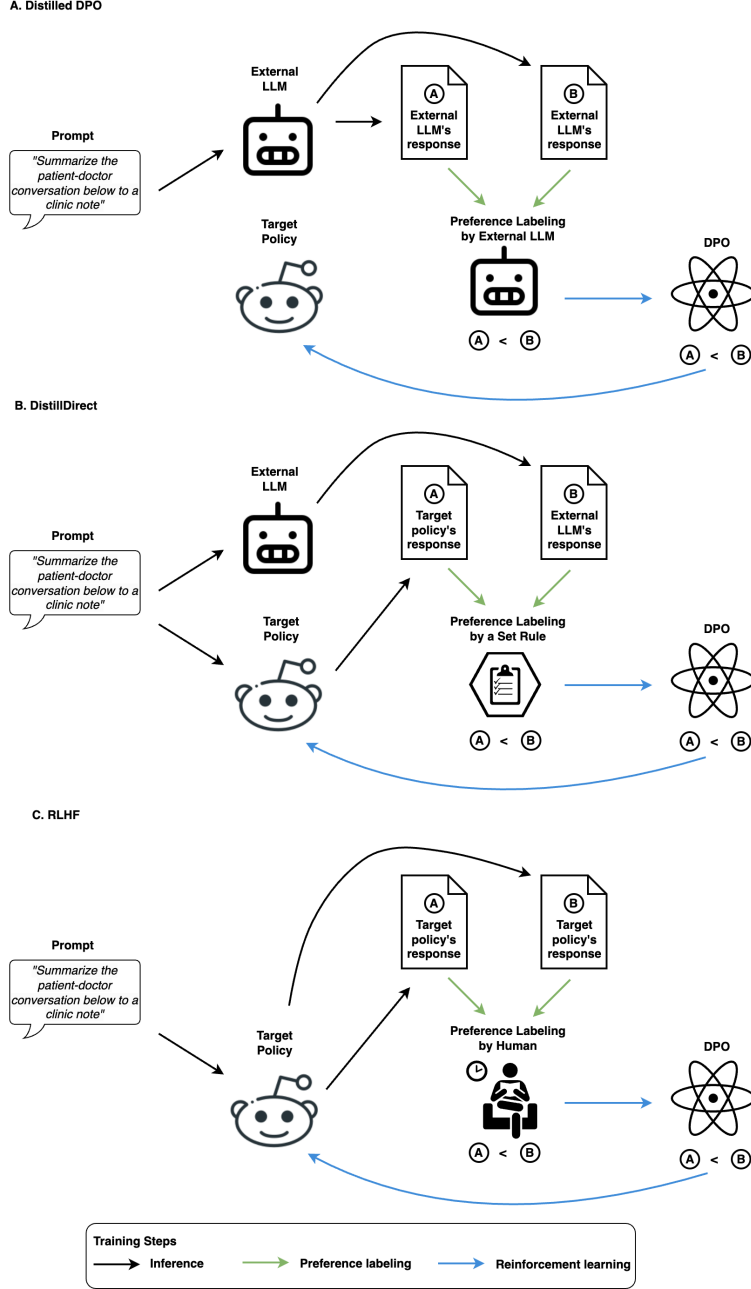 A. Distilled DPO
External
LLM
Prompt
"Summarize the
patient-doctor
conversation below to a
clinic note"
A
External
LLM's
response
B
External
LLM's
response
Target
Policy
Preference Labeling
by External LLM
A < B
DPO
A < B
B. DistillDirect
External
LLM
Prompt
"Summarize the
patient-doctor
conversation below to a
clinic note"
A
Target
policy's
response
B
External
LLM's
response
Target
Policy
Preference Labeling
by a Set Rule
A < B
DPO
A < B
C. RLHF
Prompt
"Summarize the
patient-doctor
conversation below to a
clinic note"
A
Target
policy's
response
B
Target
policy's
response
Target
Policy
Preference Labeling
by Human
A < B
DPO
A < B
Training Steps
Inference
Preference labeling
Reinforcement learning